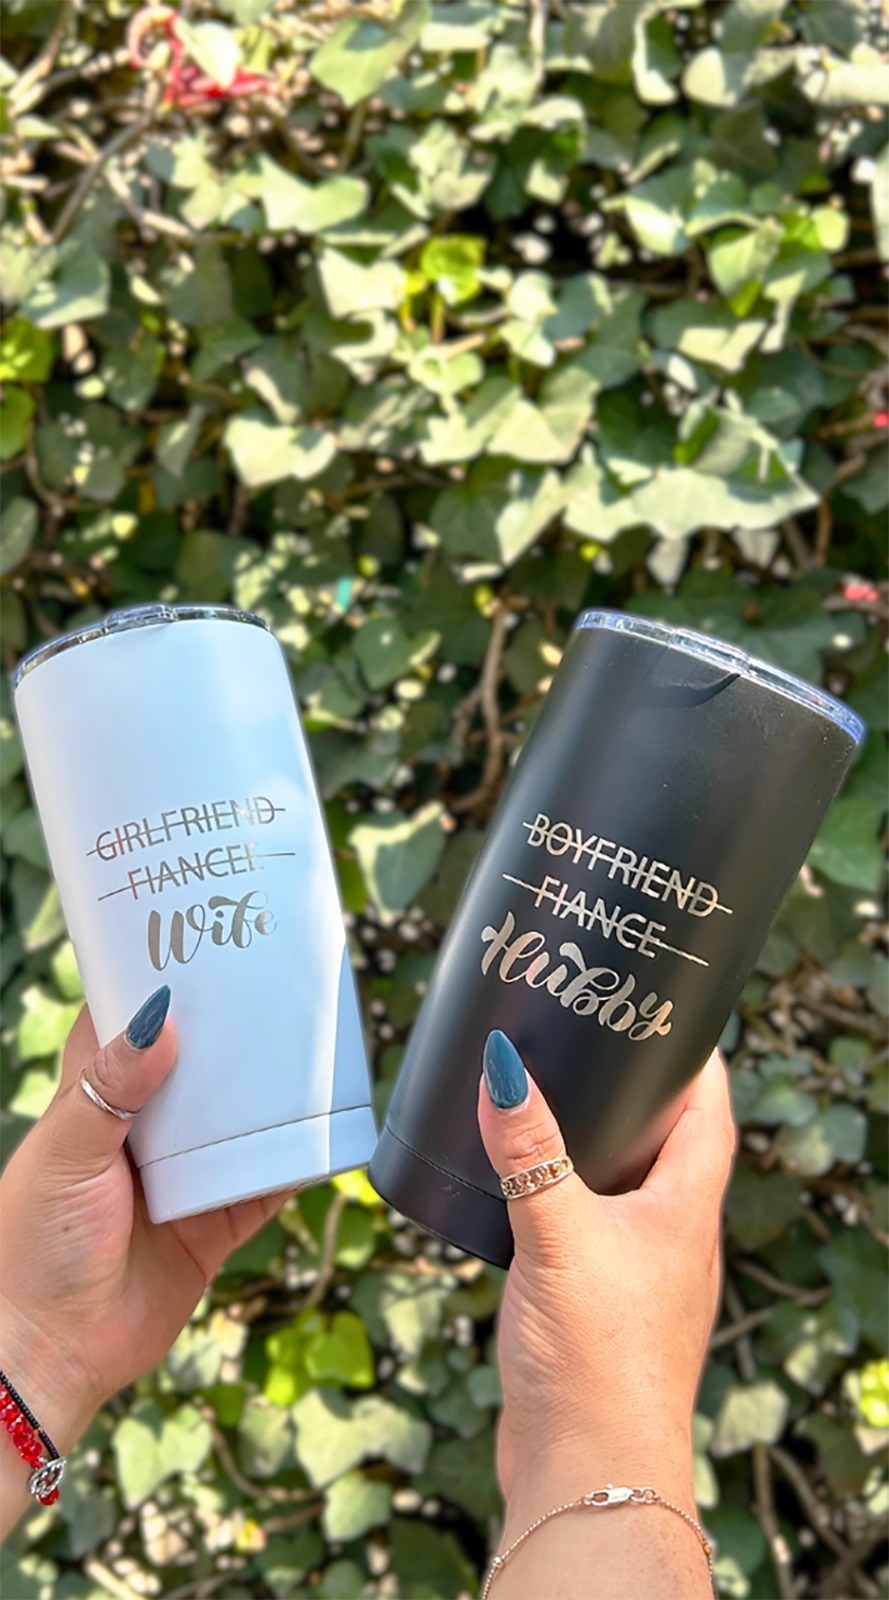 GIRLFRIEND
FIANCEE
Wife
BOYFRIEND
FIANCE
Hubby